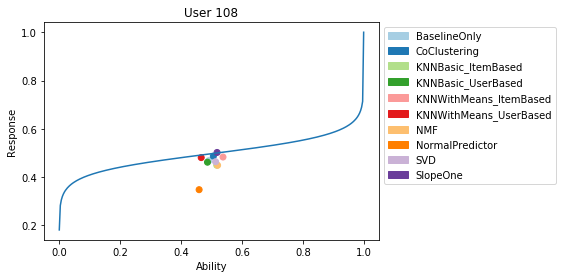 User 108
Response
1.0
0.8
0.6
0.4
0.2
0.0
0.2
0.4
0.6
0.8
1.0
Ability
BaselineOnly
CoClustering
KNNBasic_ItemBased
KNNBasic_UserBased
KNNWithMeans_ItemBased
KNNWithMeans_UserBased
NMF
NormalPredictor
SVD
SlopeOne